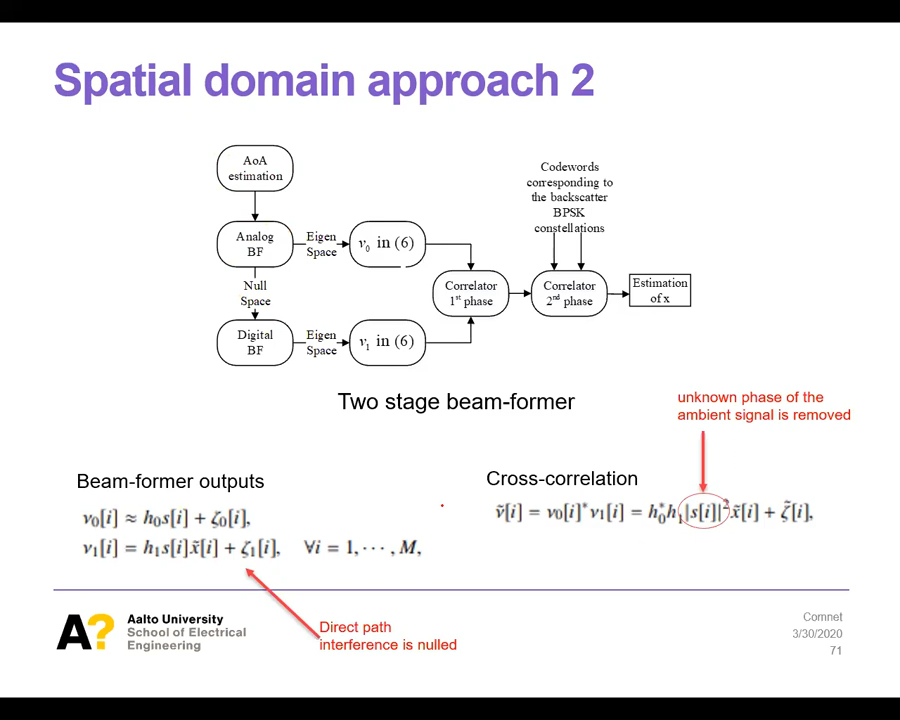 Spatial domain approach 2
AoA
estimation
Analog
BF
Eigen
Space
v₀ in (6)
Null
Space
Digital
BF
Eigen
Space
v₁ in (6)
Correlator
1st phase
Codewords
corresponding to
the backscatter
BPSK
constellations
Correlator
2nd phase
Estimation
of x
Two stage beam-former
unknown phase of the
ambient signal is removed
Beam-former outputs
ν₀[i] ≈ h₀s[i] + ζ₀[i],
ν₁[i] = h₁s[i]x̃[i] + ζ₁[i], ∀i = 1, ⋯ , M,
Cross-correlation
ṽ[i] = ν₀[i]*ν₁[i] = h₀*h₁|s[i]|²x̃[i] + ζ̃[i],
Direct path
interference is nulled
A?
Aalto University
School of Electrical
Engineering
Comnet
3/30/2020
71